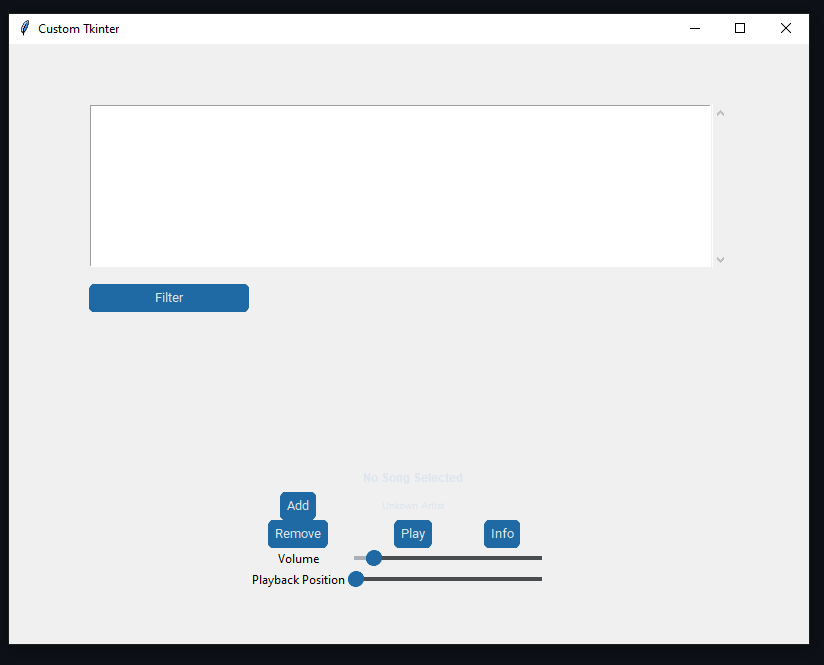 Custom Tkinter
Filter
No Song Selected
Add
Unkown Artist
Remove
Play
Info
Volume
Playback Position